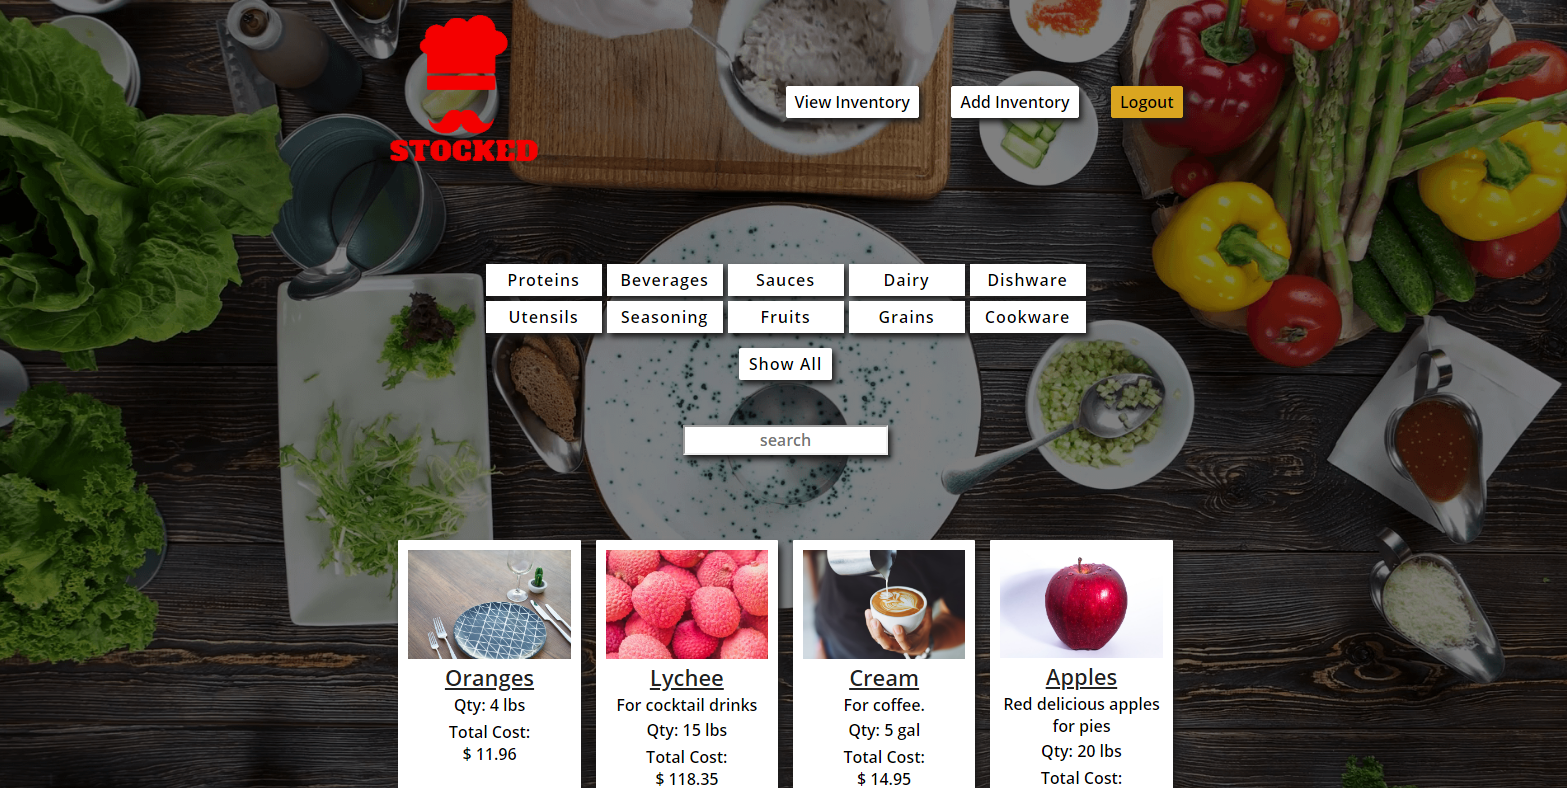 STOCKED
View Inventory
Add Inventory
Logout
Proteins
Beverages
Sauces
Dairy
Dishware
Utensils
Seasoning
Fruits
Grains
Cookware
Show All
search
Oranges
Qty: 4 lbs
Total Cost:
$ 11.96
Lychee
For cocktail drinks
Qty: 15 lbs
Total Cost:
$ 118.35
Cream
For coffee.
Qty: 5 gal
Total Cost:
$ 14.95
Apples
Red delicious apples
for pies
Qty: 20 lbs
Total Cost: